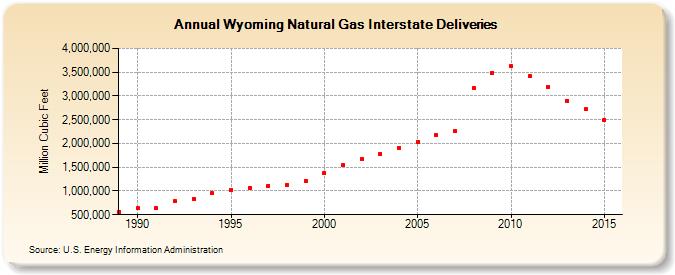 Annual Wyoming Natural Gas Interstate Deliveries
Million Cubic Feet
4,000,000
3,500,000
3,000,000
2,500,000
2,000,000
1,500,000
1,000,000
500,000
1990 1995 2000 2005 2010 2015
Source: U.S. Energy Information Administration